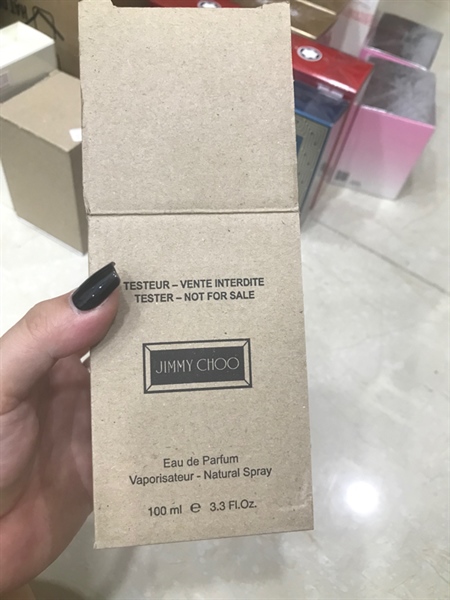 TESTEUR – VENTE INTERDITE
TESTER – NOT FOR SALE
JIMMY CHOO
Eau de Parfum
Vaporisateur - Natural Spray
100 ml e 3.3 Fl.Oz.